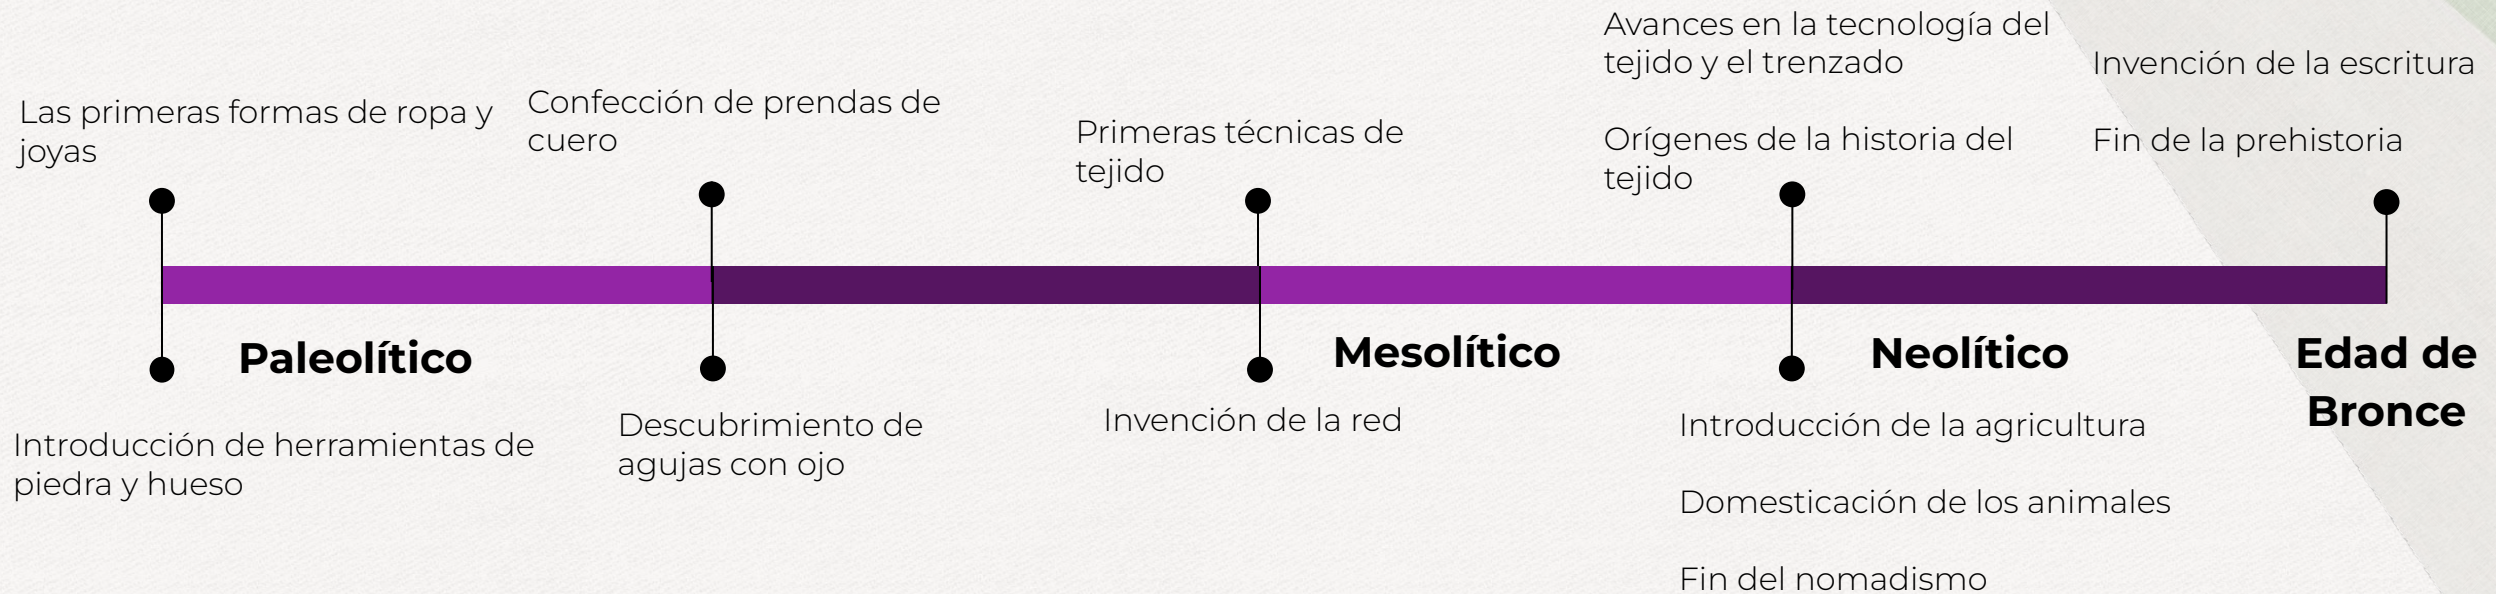 Las primeras formas de ropa y
joyas
Confección de prendas de
cuero
Primeras técnicas de
tejido
Avances en la tecnología del
tejido y el trenzado
Orígenes de la historia del
tejido
Invención de la escritura
Fin de la prehistoria
Paleolítico
Mesolítico
Neolítico
Edad de
Bronce
Introducción de herramientas de
piedra y hueso
Descubrimiento de
agujas con ojo
Invención de la red
Introducción de la agricultura
Domesticación de los animales
Fin del nomadismo